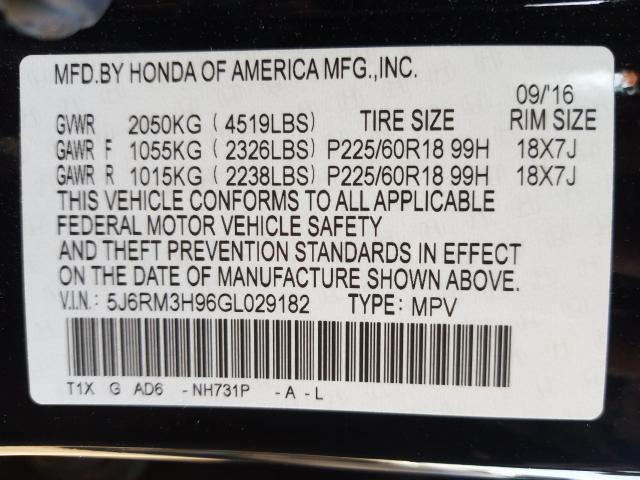 MFD.BY HONDA OF AMERICA MFG.,INC.
09/'16
GVWR 2050KG ( 4519LBS) TIRE SIZE RIM SIZE
GAWR F 1055KG ( 2326LBS) P225/60R18 99H 18X7J
GAWR R 1015KG ( 2238LBS) P225/60R18 99H 18X7J
THIS VEHICLE CONFORMS TO ALL APPLICABLE
FEDERAL MOTOR VEHICLE SAFETY
AND THEFT PREVENTION STANDARDS IN EFFECT
ON THE DATE OF MANUFACTURE SHOWN ABOVE.
V.I.N.: 5J6RM3H96GL029182 TYPE: MPV
T1X G AD6 - NH731P - A - L